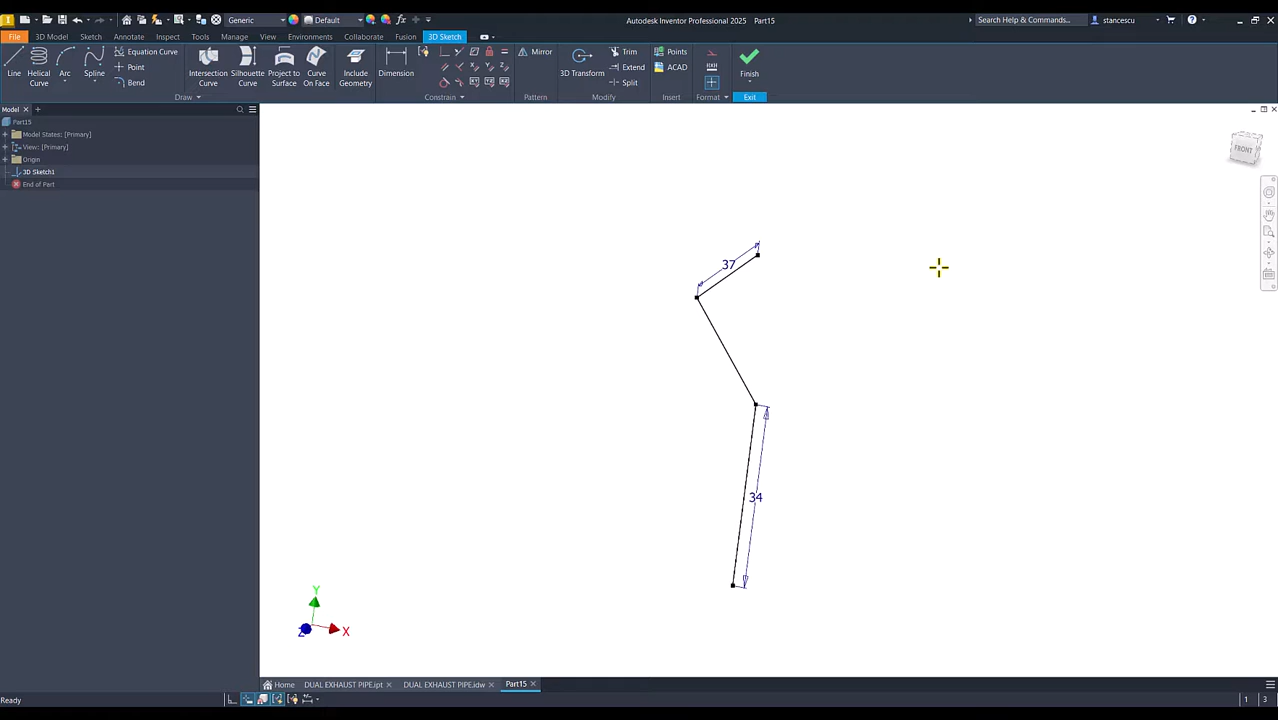 Generic
Default
fx
Autodesk Inventor Professional 2025 Part15
Search Help & Commands...
stancescu
File
3D Model
Sketch
Annotate
Inspect
Tools
Manage
View
Environments
Collaborate
Fusion
3D Sketch
Line
Helical
Curve
Arc
Spline
Equation Curve
Point
Bend
Intersection
Curve
Silhouette
Curve
Project to
Surface
Curve
On Face
Include
Geometry
Dimension
Mirror
3D Transform
Trim
Extend
Split
Points
ACAD
Finish
Draw
Constrain
Pattern
Modify
Insert
Format
Exit
Model
Part15
Model States: [Primary]
View: [Primary]
Origin
3D Sketch1
End of Part
FRONT
37
34
Y
Z
X
Home
DUAL EXHAUST PIPE.ipt
DUAL EXHAUST PIPE.idw
Part15
Ready
1
3